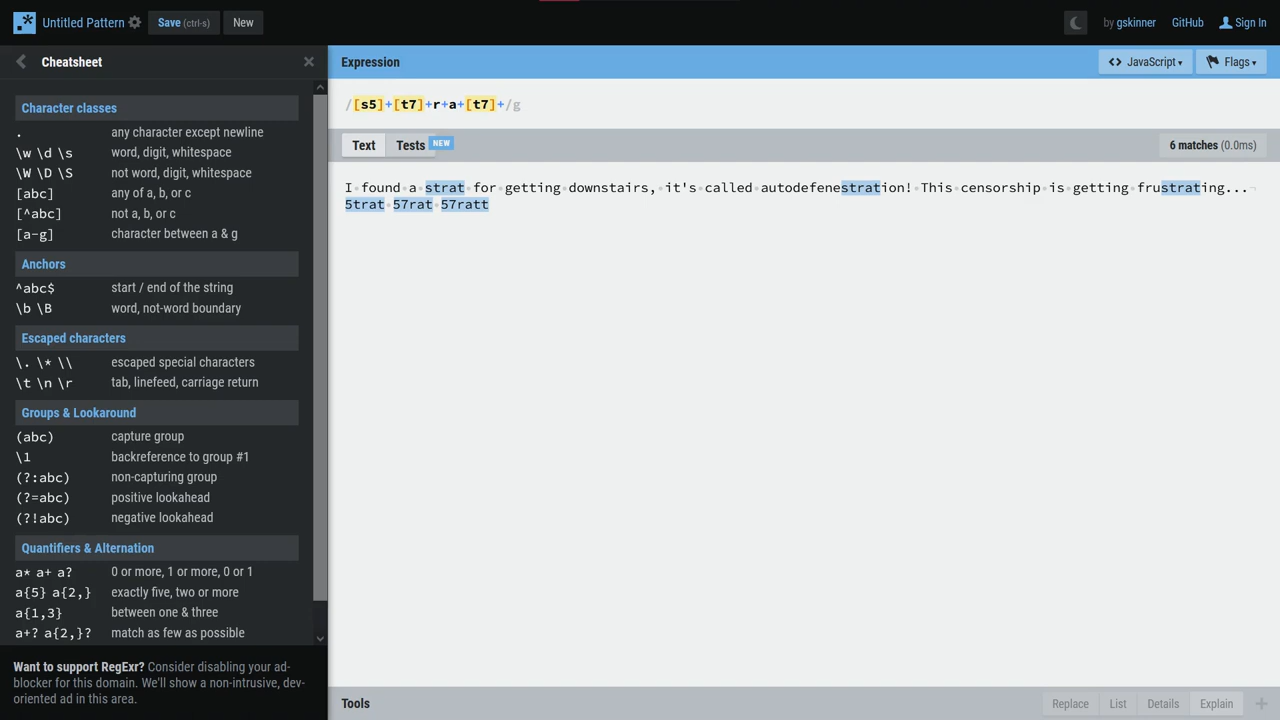 Untitled Pattern Save (ctrl-s) New by gskinner GitHub Sign In
Cheatsheet
Character classes
. any character except newline
\w \d \s word, digit, whitespace
\W \D \S not word, digit, whitespace
[abc] any of a, b, or c
[^abc] not a, b, or c
[a-g] character between a & g
Anchors
^abc$ start / end of the string
\b \B word, not-word boundary
Escaped characters
\. \* \\ escaped special characters
\t \n \r tab, linefeed, carriage return
Groups & Lookaround
(abc) capture group
\1 backreference to group #1
(?:abc) non-capturing group
(?=abc) positive lookahead
(?!abc) negative lookahead
Quantifiers & Alternation
a* a+ a? 0 or more, 1 or more, 0 or 1
a{5} a{2,} exactly five, two or more
a{1,3} between one & three
a+? a{2,}? match as few as possible
Want to support RegExr? Consider disabling your ad-
blocker for this domain. We'll show a non-intrusive, dev-
oriented ad in this area.
Expression JavaScript Flags
/[s5]+[t7]+r+a+[t7]+/g
Text Tests NEW 6 matches (0.0ms)
I found a strat for getting downstairs, it's called autodefenestration! This censorship is getting frustrating...
5trat 57rat 57ratt
Tools Replace List Details Explain